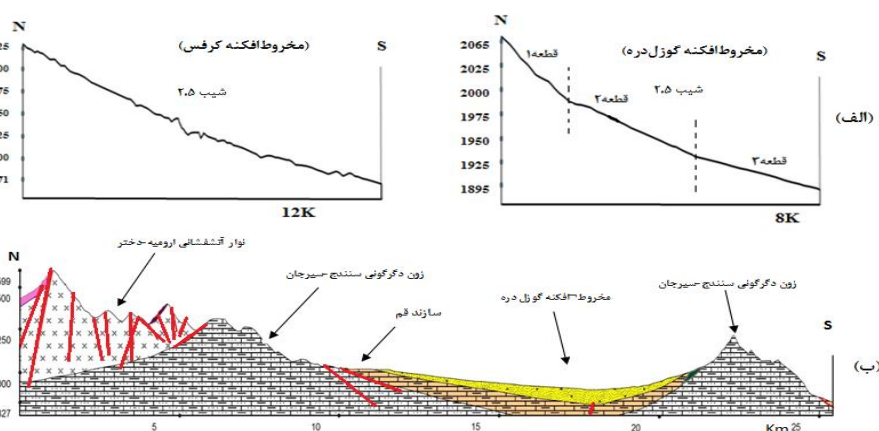 N
(مخروط‌افکنه کرفس)
S
شیب ۲.۵
12K
N
(مخروط‌افکنه گوزل‌دره)
S
2065
2025
2000
1975
1950
1925
1895
قطعه۱
قطعه۲
شیب ۲.۵
قطعه۳
8K
(الف)
نوار آتشفشانی ارومیه-دختر
N
زون دگرگونی سنندج-سیرجان
سازند قم
مخروط‌افکنه گوزل دره
زون دگرگونی سنندج-سیرجان
S
(ب)
5
10
15
20
Km 25